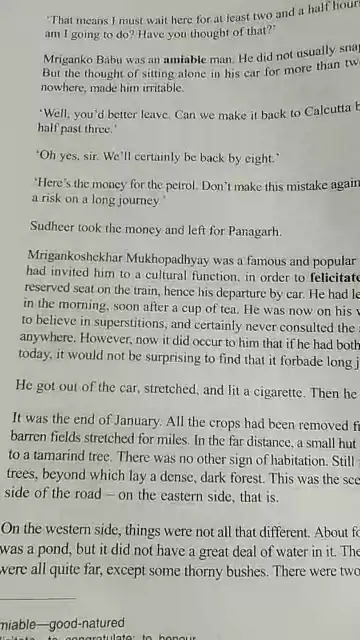 'That means I must wait here for at least two and a half hour
am I going to do? Have you thought of that?'
Mriganko Babu was an amiable man. He did not usually snap
But the thought of sitting alone in his car for more than tw
nowhere, made him irritable.
'Well, you'd better leave. Can we make it back to Calcutta b
half past three.'
'Oh yes, sir. We'll certainly be back by eight.'
'Here's the money for the petrol. Don't make this mistake again
a risk on a long journey.'
Sudheer took the money and left for Panagarh.
Mrigankoshekhar Mukhopadhyay was a famous and popular
had invited him to a cultural function, in order to felicitate
reserved seat on the train, hence his departure by car. He had le
in the morning, soon after a cup of tea. He was now on his
to believe in superstitions, and certainly never consulted the
anywhere. However, now it did occur to him that if he had both
today, it would not be surprising to find that it forbade long j
He got out of the car, stretched, and lit a cigarette. Then he
It was the end of January. All the crops had been removed f
barren fields stretched for miles. In the far distance, a small hut
to a tamarind tree. There was no other sign of habitation. Still
trees, beyond which lay a dense, dark forest. This was the sce
side of the road – on the eastern side, that is.
On the western side, things were not all that different. About fo
was a pond, but it did not have a great deal of water in it. The
were all quite far, except some thorny bushes. There were two
miable—good-natured
to congratulate; to honour